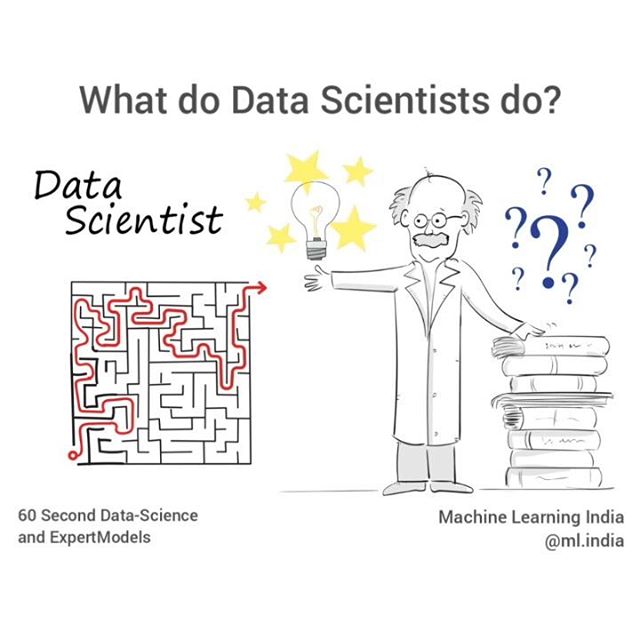 What do Data Scientists do?
Data
Scientist
? ? ? ? ? ? ?
60 Second Data-Science
and ExpertModels
Machine Learning India
@ml.india